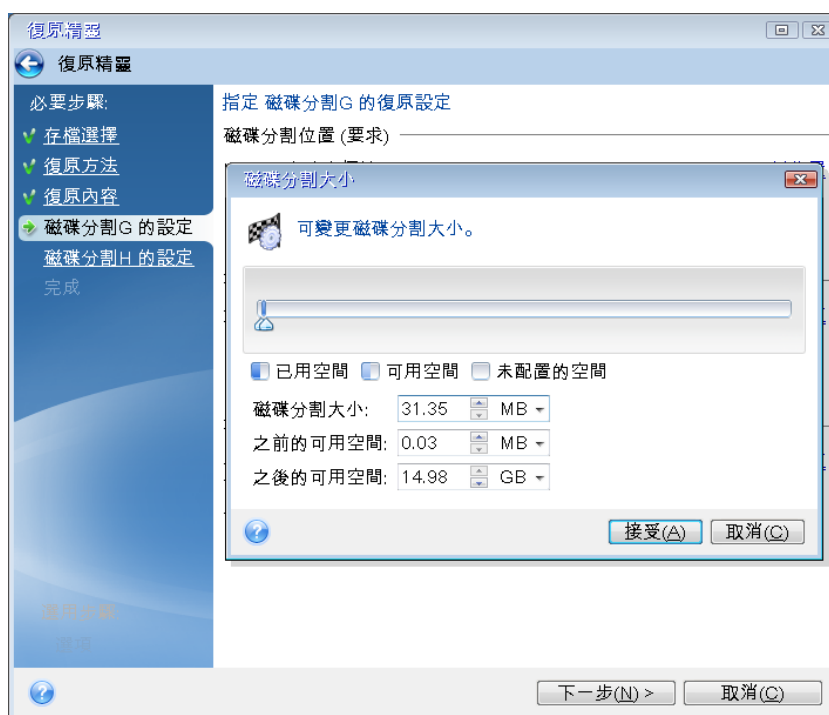 復原精靈
復原精靈
必要步驟:
存檔選擇
復原方法
復原內容
磁碟分割G 的設定
磁碟分割H 的設定
完成
指定 磁碟分割G 的復原設定
磁碟分割位置 (要求)
磁碟分割大小
可變更磁碟分割大小。
已用空間 可用空間 未配置的空間
磁碟分割大小: 31.35 MB
之前的可用空間: 0.03 MB
之後的可用空間: 14.98 GB
接受(A) 取消(C)
下一步(N) > 取消(C)